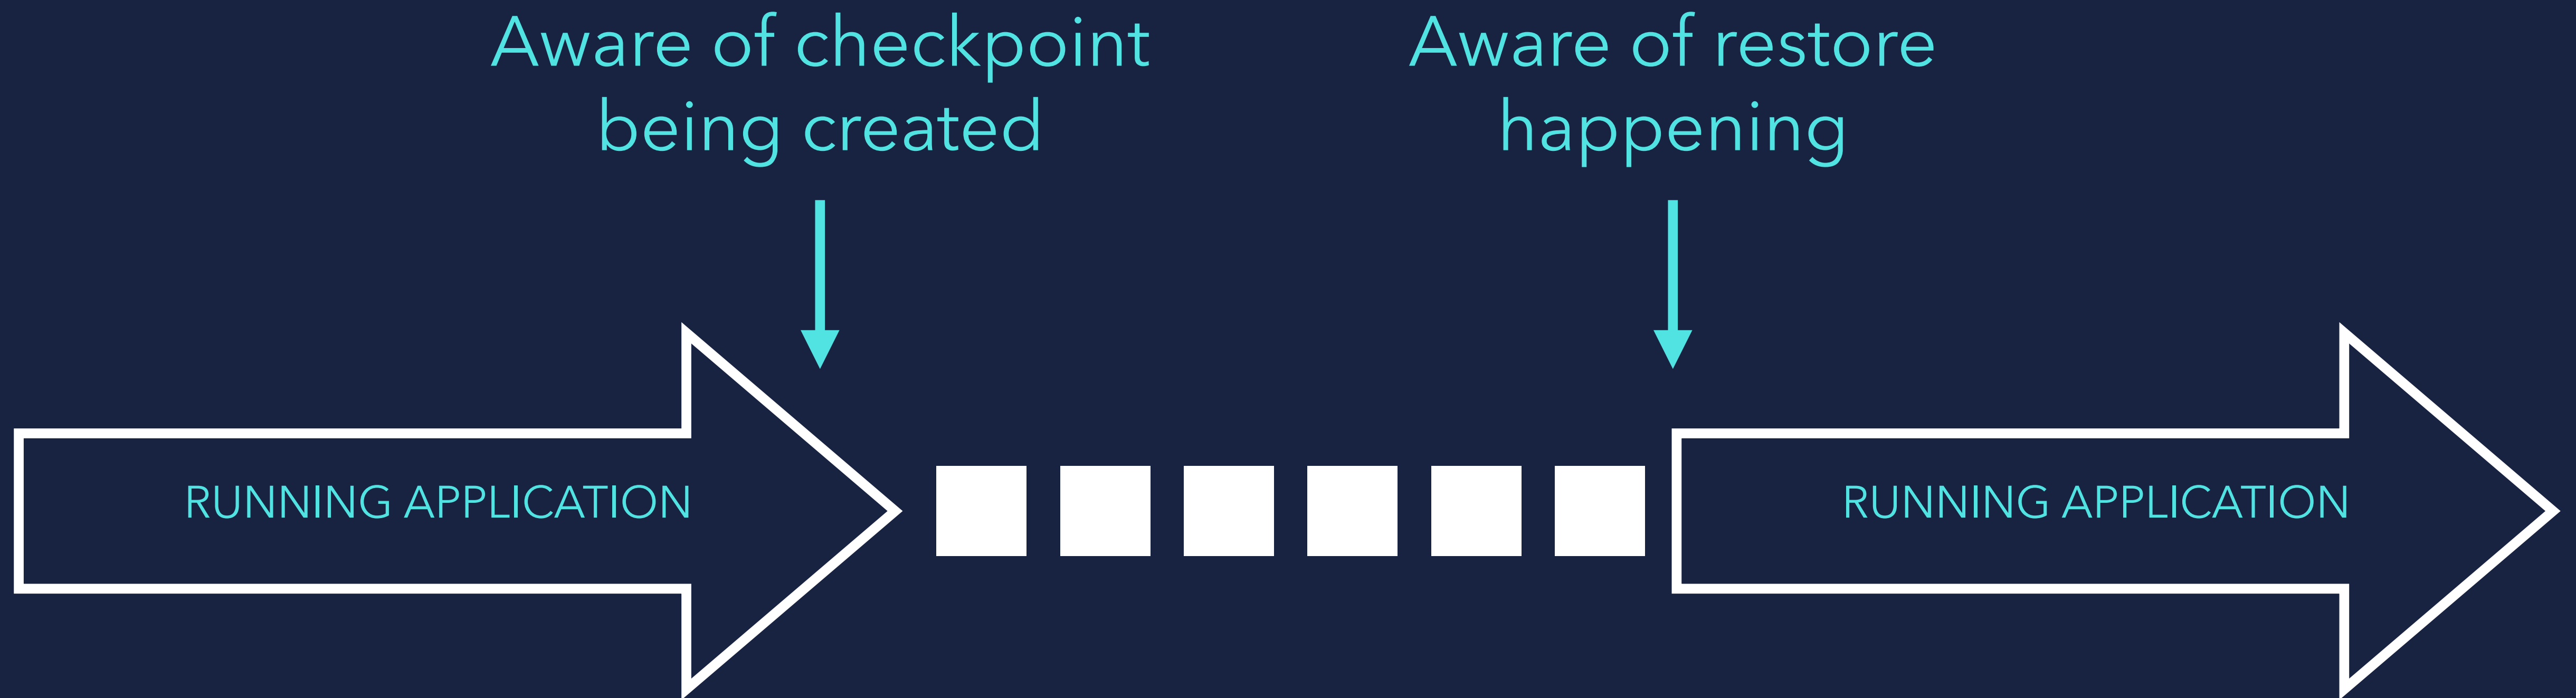 Aware of checkpoint
being created
Aware of restore
happening
RUNNING APPLICATION
RUNNING APPLICATION